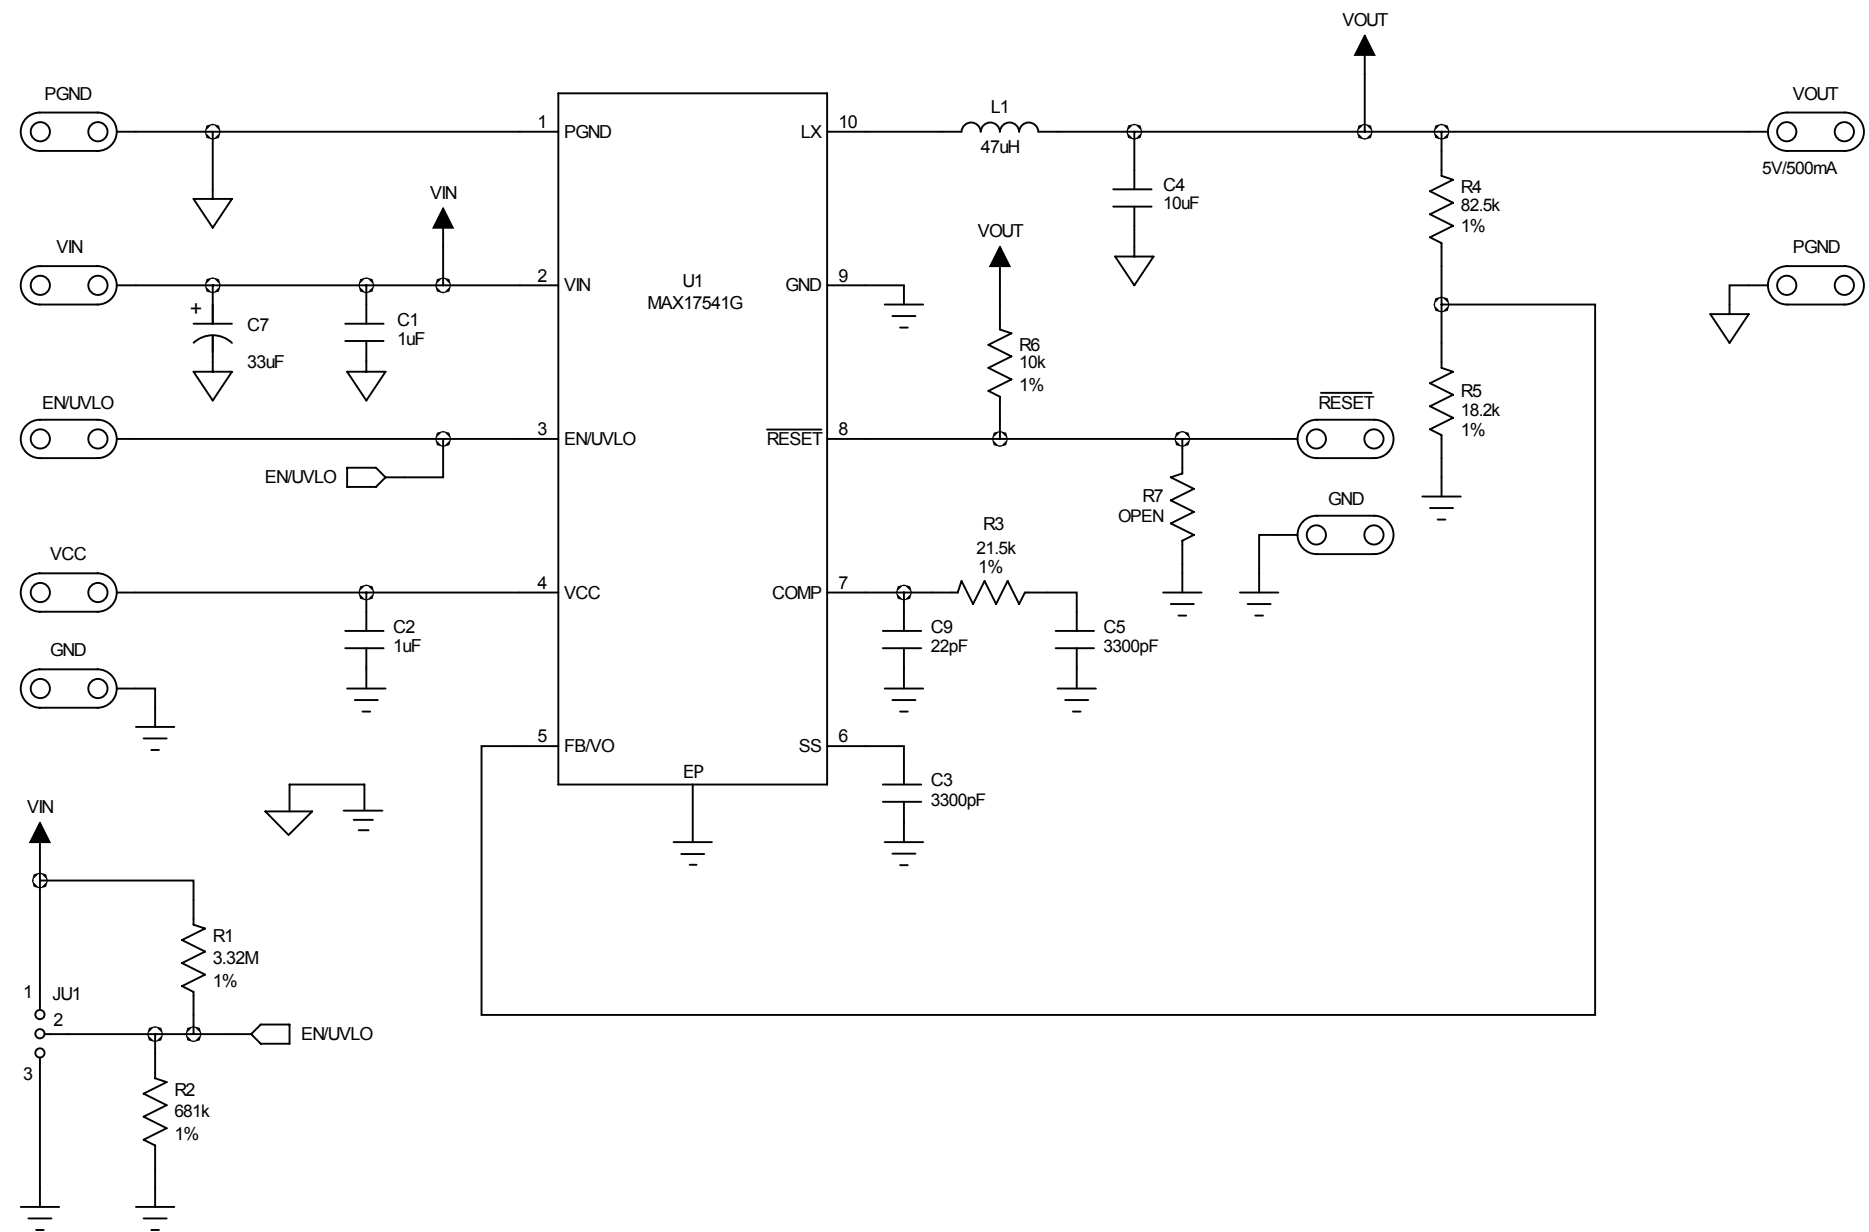 VOUT
PGND
1
PGND
LX
10
L1
47uH
VOUT
5V/500mA
R4
82.5k
1%
C4
10uF
VIN
VOUT
VIN
2
VIN
U1
MAX17541G
GND
9
PGND
+
C7
33uF
C1
1uF
R6
10k
1%
R5
18.2k
1%
EN/UVLO
3
EN/UVLO
RESET
8
RESET
EN/UVLO
R7
OPEN
GND
R3
21.5k
1%
VCC
4
VCC
COMP
7
C2
1uF
C9
22pF
C5
3300pF
GND
5
FB/VO
SS
6
EP
C3
3300pF
VIN
R1
3.32M
1%
1
JU1
2
EN/UVLO
3
R2
681k
1%